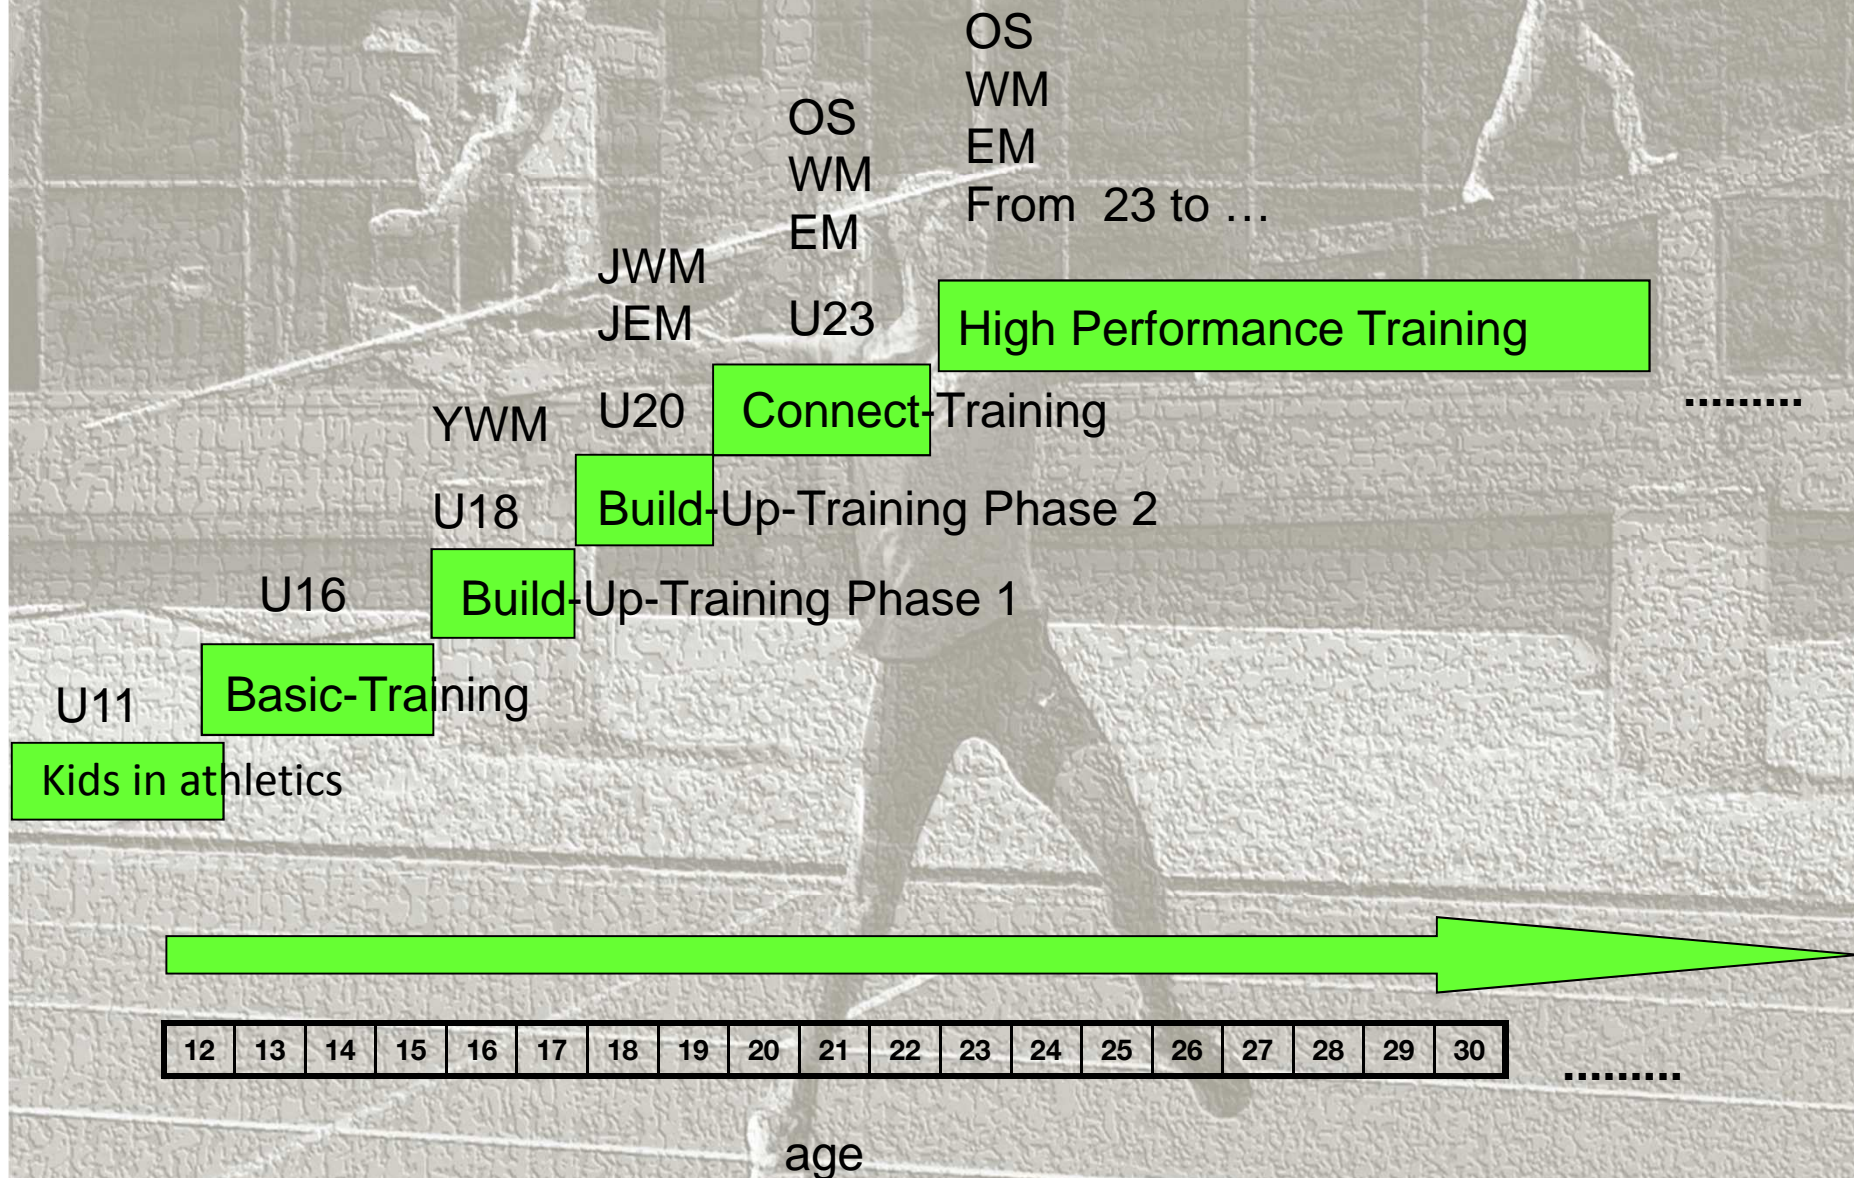 OS
WM
EM
From 23 to …
OS
WM
EM
U23
High Performance Training
JWM
JEM
U20
Connect-Training
.........
YWM
U18
Build-Up-Training Phase 2
U16
Build-Up-Training Phase 1
U11
Basic-Training
Kids in athletics
12 13 14 15 16 17 18 19 20 21 22 23 24 25 26 27 28 29 30
.........
age